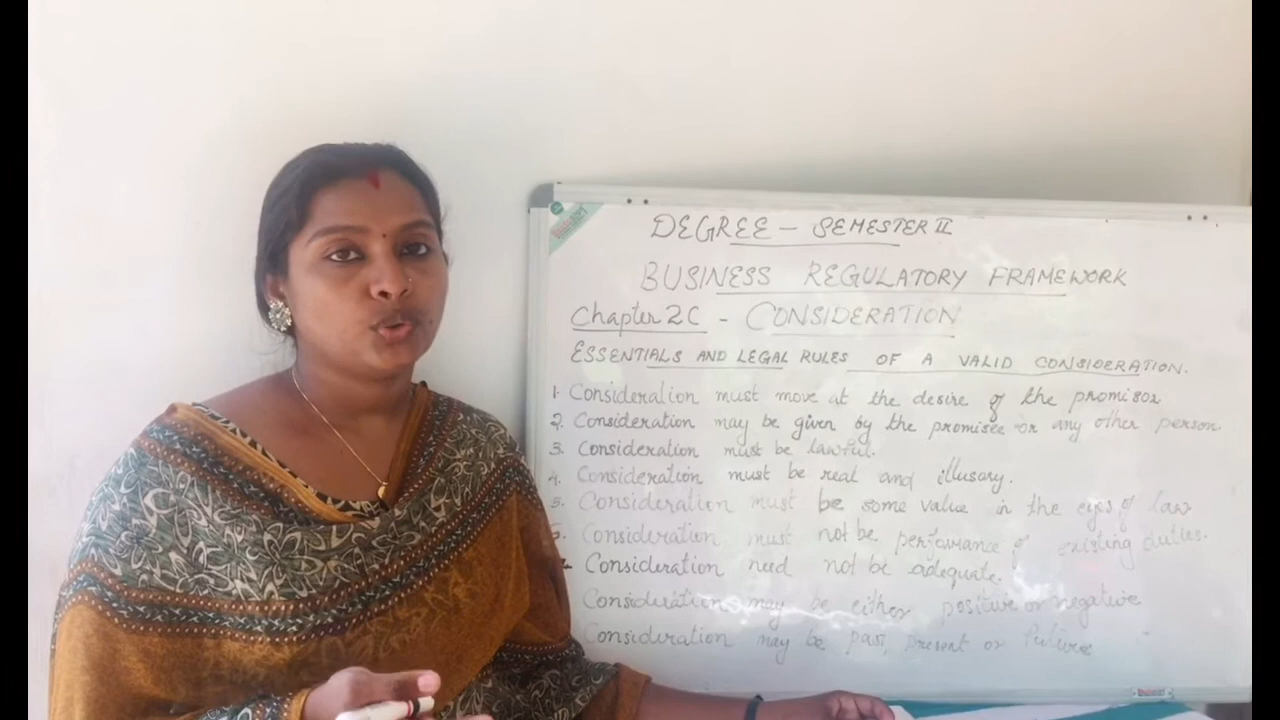 DEGREE - SEMESTER II
BUSINESS REGULATORY FRAMEWORK
Chapter 2C - CONSIDERATION
ESSENTIALS AND LEGAL RULES OF A VALID CONSIDERATION.
1. Consideration must move at the desire of the promisor
2. Consideration may be given by the promisee or any other person
3. Consideration must be lawful.
4. Consideration must be real and illusary.
5. Consideration must be some value in the eyes of law
6. Consideration must not be performance of existing duties.
Consideration need not be adequate.
Consideration may be either positive or negative
Consideration may be past, present or future